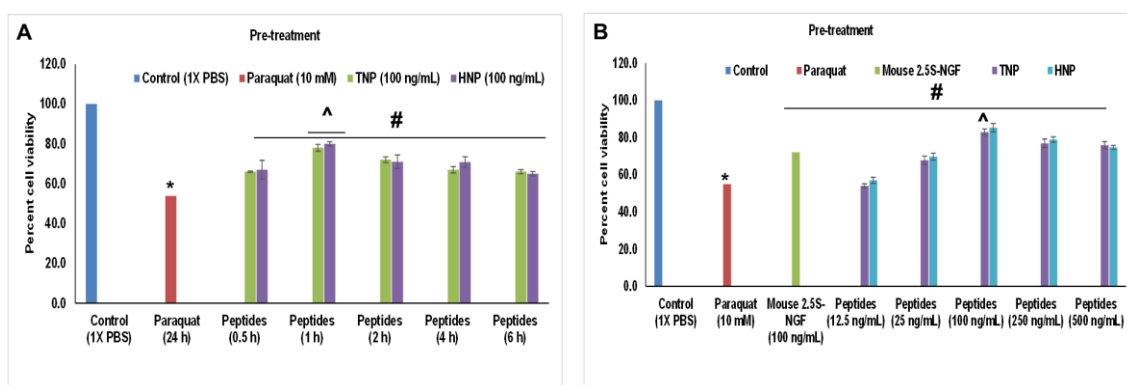 A
Pre-treatment
120.0
100.0
80.0
60.0
40.0
20.0
0.0
Percent cell viability
Control (1X PBS) Paraquat (10 mM) TNP (100 ng/mL) HNP (100 ng/mL)
*
^
#
Control Paraquat Peptides Peptides Peptides Peptides Peptides
(1X PBS) (24 h) (0.5 h) (1 h) (2 h) (4 h) (6 h)
B
Pre-treatment
120.0
100.0
80.0
60.0
40.0
20.0
0.0
Percent cell viability
Control Paraquat Mouse 2.5S-NGF TNP HNP
#
^
*
Control Paraquat Mouse 2.5S- Peptides Peptides Peptides Peptides Peptides
(1X PBS) (10 mM) NGF (12.5 ng/mL) (25 ng/mL) (100 ng/mL) (250 ng/mL) (500 ng/mL)
(100 ng/mL)